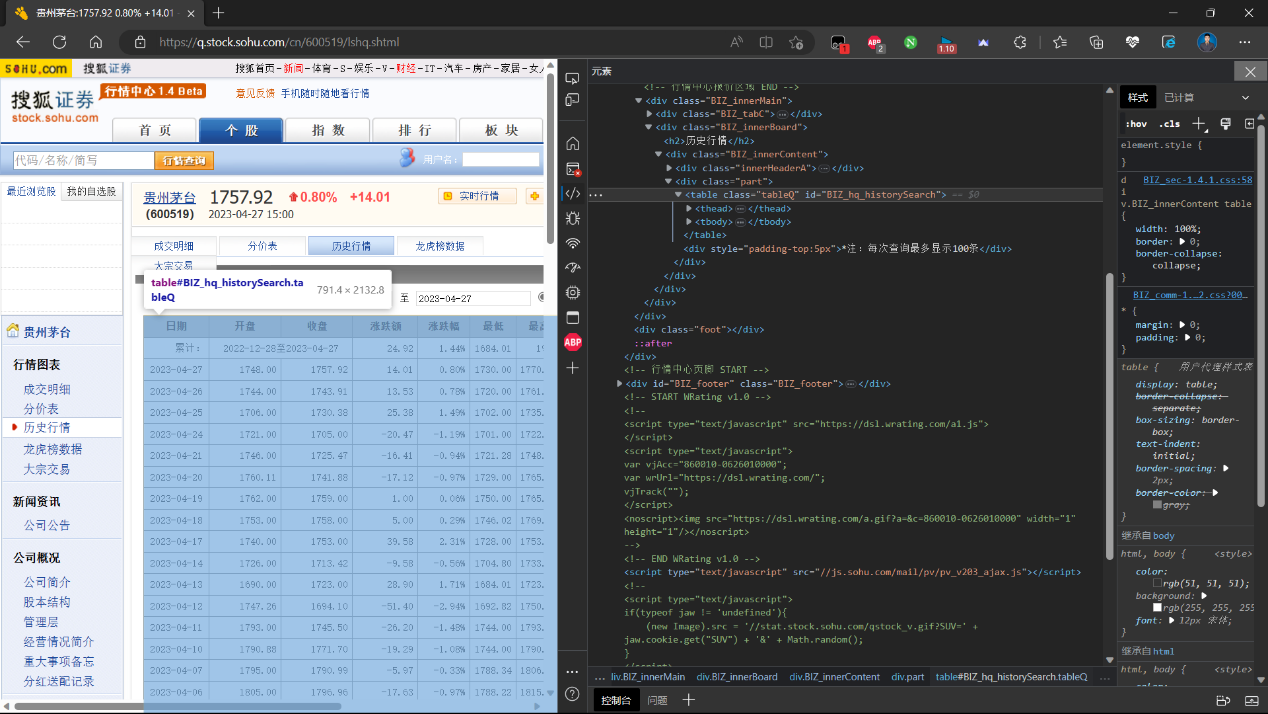 贵州茅台:1757.92 0.80% +14.01
https://q.stock.sohu.com/cn/600519/lshq.shtml
1
2
1.10
SOHU.com 搜狐证券
搜狐首页-新闻-体育-S-娱乐-V-财经-IT-汽车-房产-家居-女人
搜狐证券 行情中心 1.4 Beta
stock.sohu.com
意见反馈 手机随时随地看行情
首页 个股 指数 排行 板块
代码/名称/简写 行情查询 用户名:
最近浏览股 我的自选股
贵州茅台 1757.92 0.80% +14.01 实时行情
(600519) 2023-04-27 15:00
成交明细 分价表 历史行情 龙虎榜数据
大宗交易
table#BIZ_hq_historySearch.ta
bleQ
791.4 × 2132.8
至 2023-04-27
日期 开盘 收盘 涨跌额 涨跌幅 最低
累计: 2022-12-28至2023-04-27 24.92 1.44% 1684.01
2023-04-27 1748.00 1757.92 14.01 0.80% 1730.00 1770.
2023-04-26 1744.00 1743.91 13.53 0.78% 1720.00 1761.
2023-04-25 1706.00 1730.38 25.38 1.49% 1702.00 1735.
2023-04-24 1721.00 1705.00 -20.47 -1.19% 1701.00 1722.
2023-04-21 1746.00 1725.47 -16.41 -0.94% 1721.28 1748.
2023-04-20 1760.11 1741.88 -17.12 -0.97% 1729.00 1765.
2023-04-19 1762.00 1759.00 1.00 0.06% 1750.00 1765.
2023-04-18 1753.00 1758.00 5.00 0.29% 1746.02 1769.
2023-04-17 1740.00 1753.00 39.58 2.31% 1728.00 1753.
2023-04-14 1726.00 1713.42 -9.58 -0.56% 1704.80 1733.
2023-04-13 1690.00 1723.00 28.90 1.71% 1684.01 1723.
2023-04-12 1747.26 1694.10 -51.40 -2.94% 1692.82 1750.
2023-04-11 1793.00 1745.50 -26.20 -1.48% 1744.00 1793.
2023-04-10 1790.88 1771.70 -19.29 -1.08% 1744.00 1790.
2023-04-07 1795.00 1790.99 -5.97 -0.33% 1788.34 1806.
2023-04-06 1805.00 1796.96 -17.63 -0.97% 1788.22 1815.
贵州茅台
行情图表
成交明细
分价表
历史行情
龙虎榜数据
大宗交易
新闻资讯
公司公告
公司概况
公司简介
股本结构
管理层
经营情况简介
重大事项备忘
分红送配记录
ABP
元素
<!-- 行情中心报价区域 END -->
<div class="BIZ_innerMain">
<div class="BIZ_tabC">…</div>
<div class="BIZ_innerBoard">
<h2>历史行情</h2>
<div class="BIZ_innerContent">
<div class="innerHeaderA">…</div>
<div class="part">
<table class="tableQ" id="BIZ_hq_historySearch"> == $0
<thead>…</thead>
<tbody>…</tbody>
</table>
<div style="padding-top:5px">*注: 每次查询最多显示100条</div>
</div>
</div>
</div>
</div>
</div>
<div class="foot"></div>
::after
</div>
<!-- 行情中心页脚 START -->
<div id="BIZ_footer" class="BIZ_footer">…</div>
<!-- START WRating v1.0 -->
<!--
<script type="text/javascript" src="https://dsl.wrating.com/a1.js">
</script>
<script type="text/javascript">
var vjAcc="860010-0626010000";
var wrUrl="https://dsl.wrating.com/";
vjTrack("");
</script>
<noscript><img src="https://dsl.wrating.com/a.gif?a=&c=860010-0626010000" width="1"
height="1"/></noscript>
-->
<!-- END WRating v1.0 -->
<script type="text/javascript" src="//js.sohu.com/mail/pv/pv_v203_ajax.js"></script>
<!--
<script type="text/javascript">
if(typeof jaw != 'undefined'){
(new Image).src = '//stat.stock.sohu.com/qstock_v.gif?SUV=' +
jaw.cookie.get("SUV") + '&' + Math.random();
}
</script>
... div.BIZ_innerMain div.BIZ_innerBoard div.BIZ_innerContent div.part table#BIZ_hq_historySearch.tableQ ...
控制台 问题
样式 已计算
:hov .cls
element.style {
}
BIZ_sec-1.4.1.css:58
di
v.BIZ_innerContent table
{
width: 100%;
border: 0;
border-collapse:
collapse;
}
BIZ_comm-1._2.css?00…
* {
margin: 0;
padding: 0;
}
table { 用户代理样式表
display: table;
border-collapse:
separate;
box-sizing: border-
box;
text-indent:
initial;
border-spacing:
2px;
border-color:
gray;
}
继承自 body
html, body { <style>
color:
rgb(51, 51, 51);
background:
rgb(255, 255, 255
font: 12px 宋体;
}
继承自 html
html, body { <style>